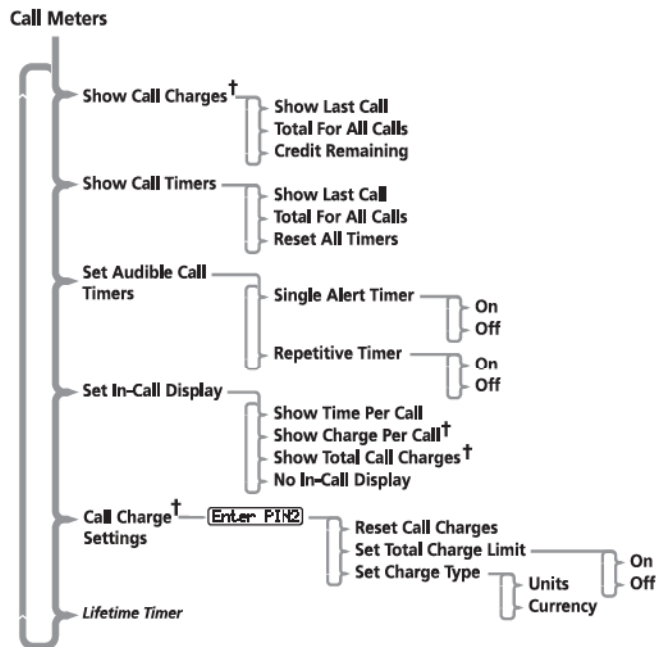 Call Meters
Show Call Charges†
Show Last Call
Total For All Calls
Credit Remaining
Show Call Timers
Show Last Call
Total For All Calls
Reset All Timers
Set Audible Call
Timers
Single Alert Timer
On
Off
Repetitive Timer
On
Off
Set In-Call Display
Show Time Per Call
Show Charge Per Call†
Show Total Call Charges†
No In-Call Display
Call Charge†
Settings
Enter PIN2
Reset Call Charges
Set Total Charge Limit
On
Off
Set Charge Type
Units
Currency
Lifetime Timer